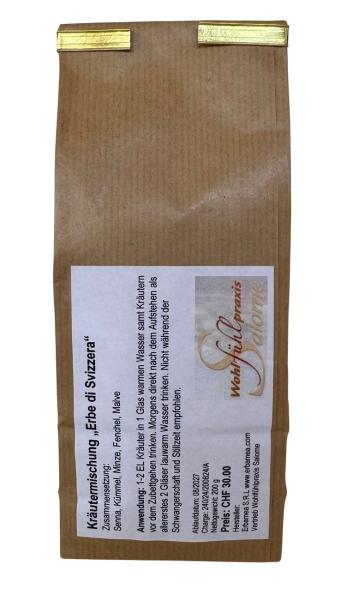 Kräutermischung „Erbe di Svizzera“
Zusammensetzung:
Senna, Kümmel, Minze, Fenchel, Malve
Anwendung: 1-2 EL Kräuter in 1 Glas warmen Wasser samt Kräutern
vor dem Zubettgehen trinken. Morgens direkt nach dem Aufstehen als
allererstes 2 Gläser lauwarm Wasser trinken. Nicht während der
Schwangerschaft und Stillzeit empfohlen.
Ablaufdatum: 08/2027
Charge: 24024/200824/A
Nettogewicht: 200 g
Preis: CHF 30.00
Hersteller:
Erbamea S.R.L www.erbamea.com
Vertrieb Wohlfühlpraxis Salome
Wohlfühlpraxis
Salome